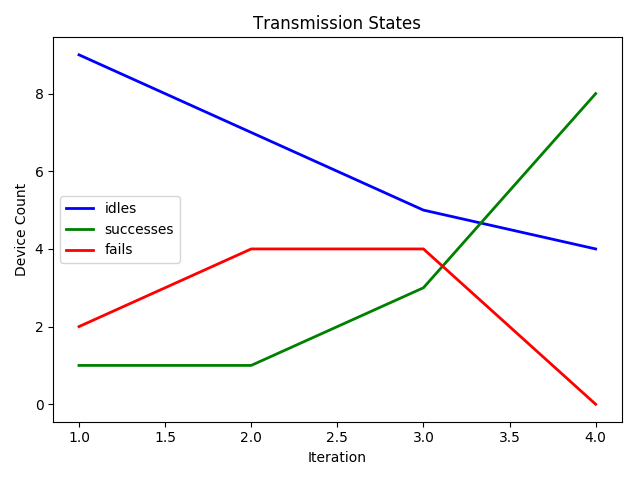 Transmission States
8
6
4
2
0
Device Count
idles
successes
fails
1.0 1.5 2.0 2.5 3.0 3.5 4.0
Iteration